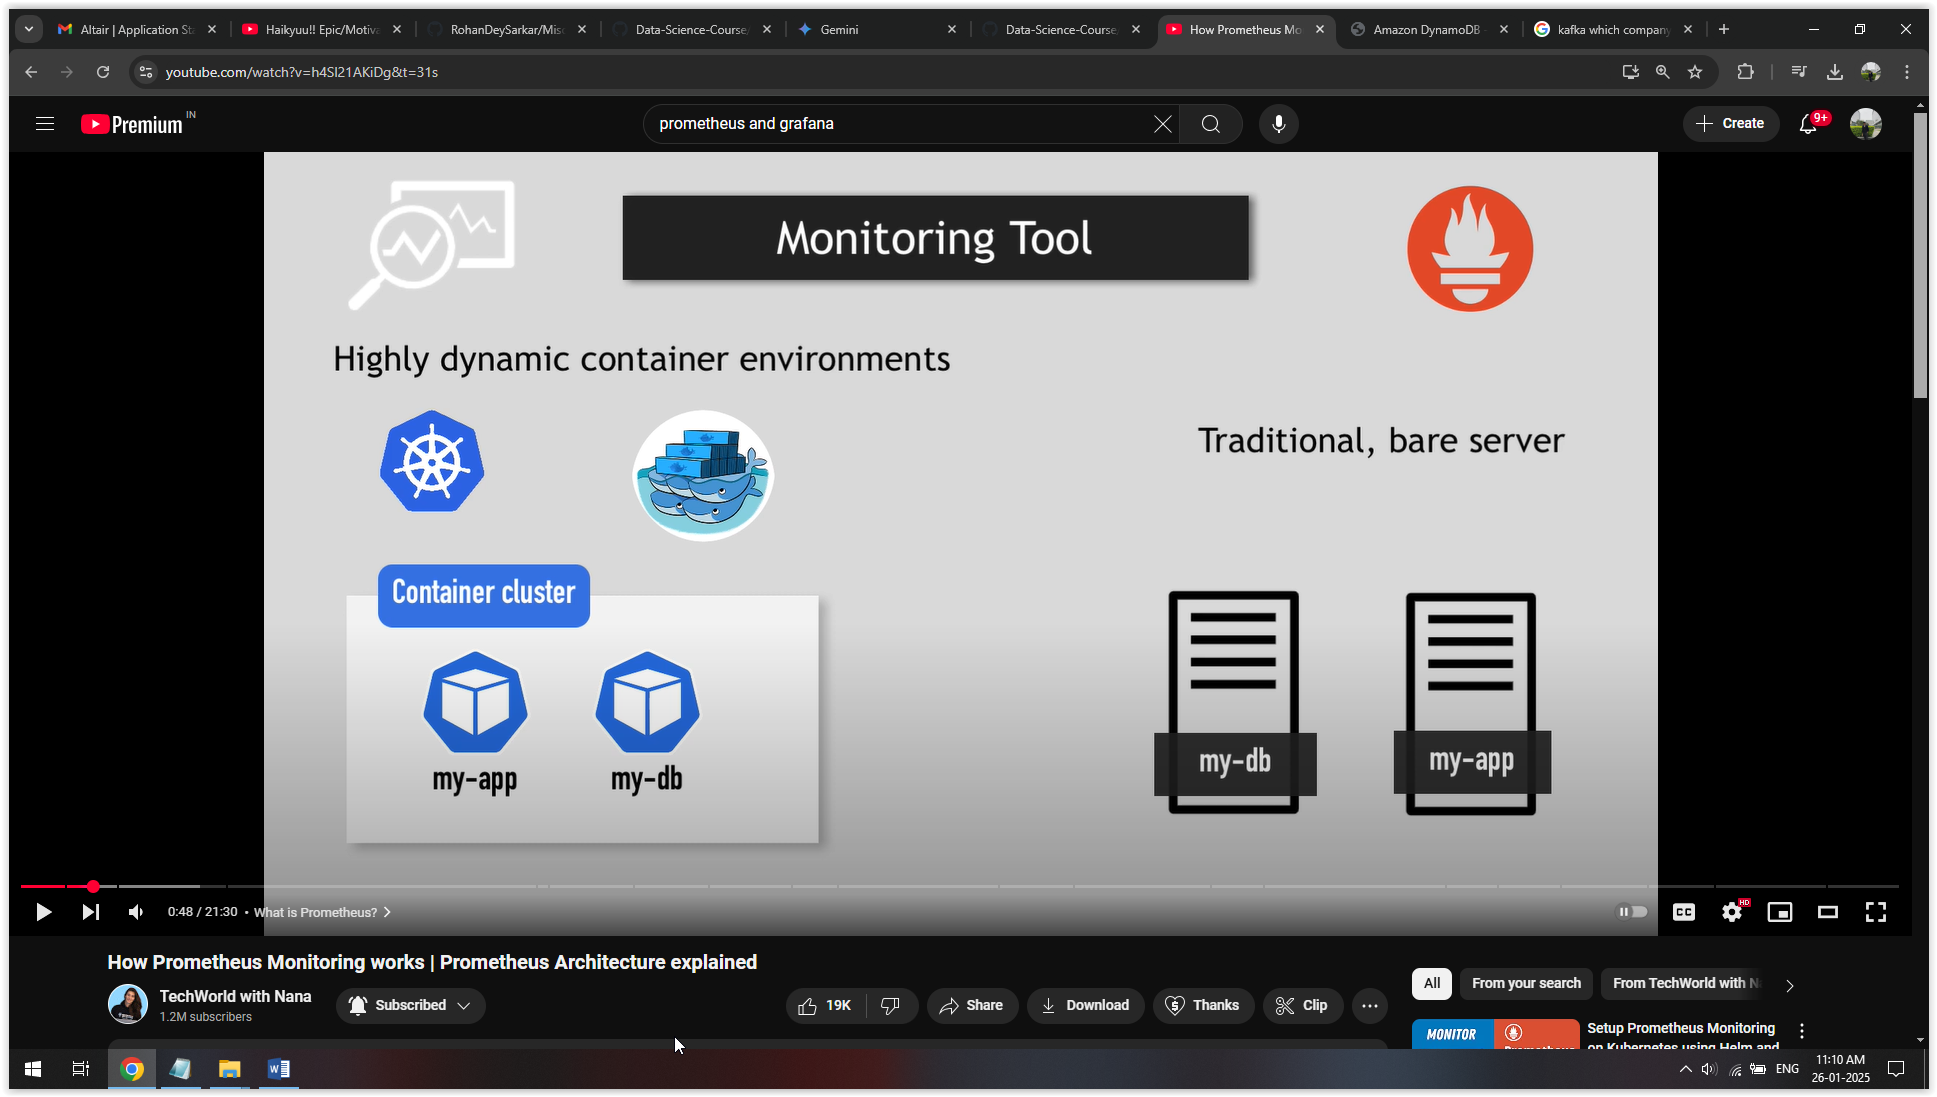 Altair | Application Sta
Haikyuu!! Epic/Motiva
RohanDeySarkar/Misc
Data-Science-Course/
Gemini
Data-Science-Course/
How Prometheus Mo
Amazon DynamoDB -
kafka which company
youtube.com/watch?v=h4Sl21AKiDg&t=31s
Premium IN
prometheus and grafana
Create
9+
Monitoring Tool
Highly dynamic container environments
Traditional, bare server
Container cluster
my-app
my-db
my-db
my-app
0:48 / 21:30 • What is Prometheus?
CC
HD
How Prometheus Monitoring works | Prometheus Architecture explained
TechWorld with Nana
1.2M subscribers
Subscribed
19K
Share
Download
Thanks
Clip
All
From your search
From TechWorld with Na
MONITOR
Setup Prometheus Monitoring
on Kubernetes using Helm and
ENG
11:10 AM
26-01-2025